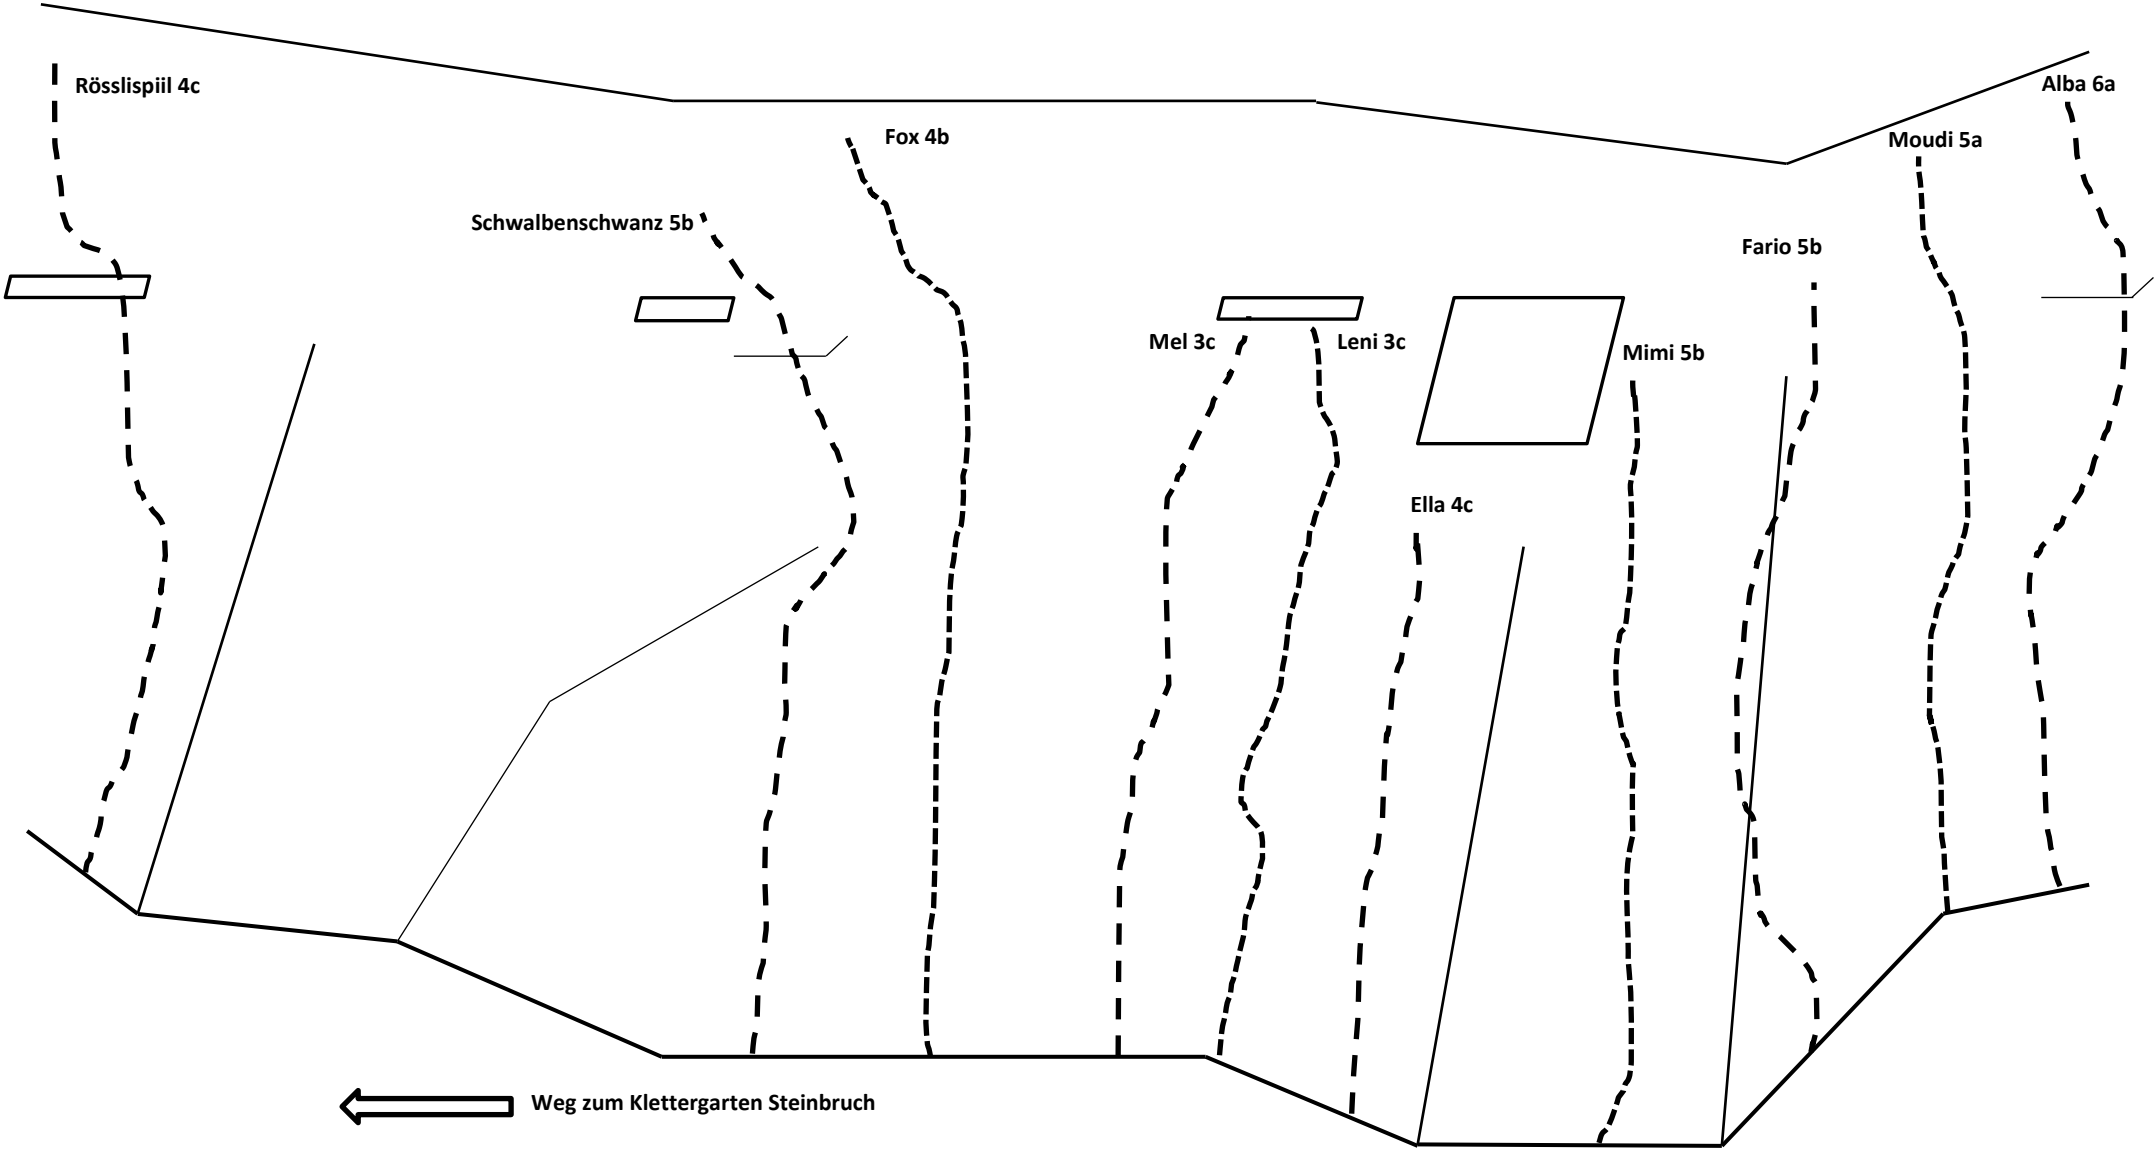 Rösslispiil 4c
Alba 6a
Fox 4b
Moudi 5a
Schwalbenschwanz 5b
Fario 5b
Mel 3c
Leni 3c
Mimi 5b
Ella 4c
Weg zum Klettergarten Steinbruch